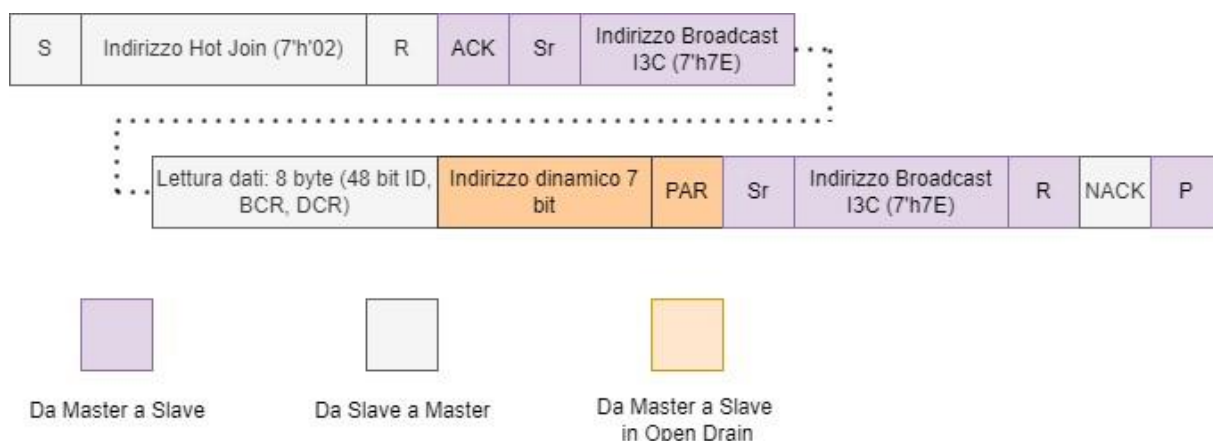 S
Indirizzo Hot Join (7'h'02)
R
ACK
Sr
Indirizzo Broadcast
I3C (7'h7E)
Lettura dati: 8 byte (48 bit ID,
BCR, DCR)
Indirizzo dinamico 7
bit
PAR
Sr
Indirizzo Broadcast
I3C (7'h7E)
R
NACK
P
Da Master a Slave
Da Slave a Master
Da Master a Slave
in Open Drain